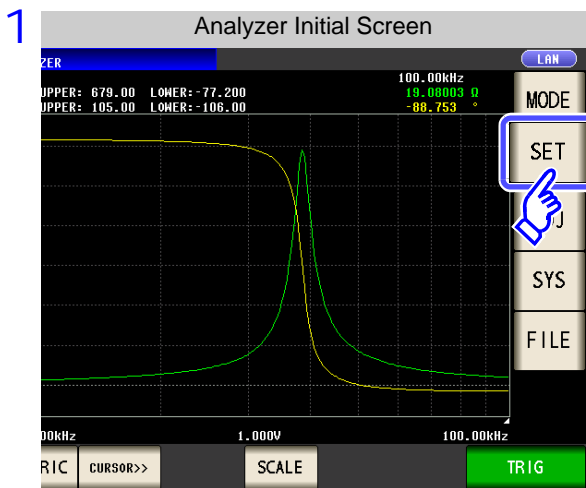 1
Analyzer Initial Screen
ZER
LAN
100.00kHz
UPPER: 679.00 LOWER:-77.200 19.08003 Ω
UPPER: 105.00 LOWER:-106.00 -88.753 °
MODE
SET
J
SYS
FILE
00kHz 1.000V 100.00kHz
RIC CURSOR>> SCALE TRIG